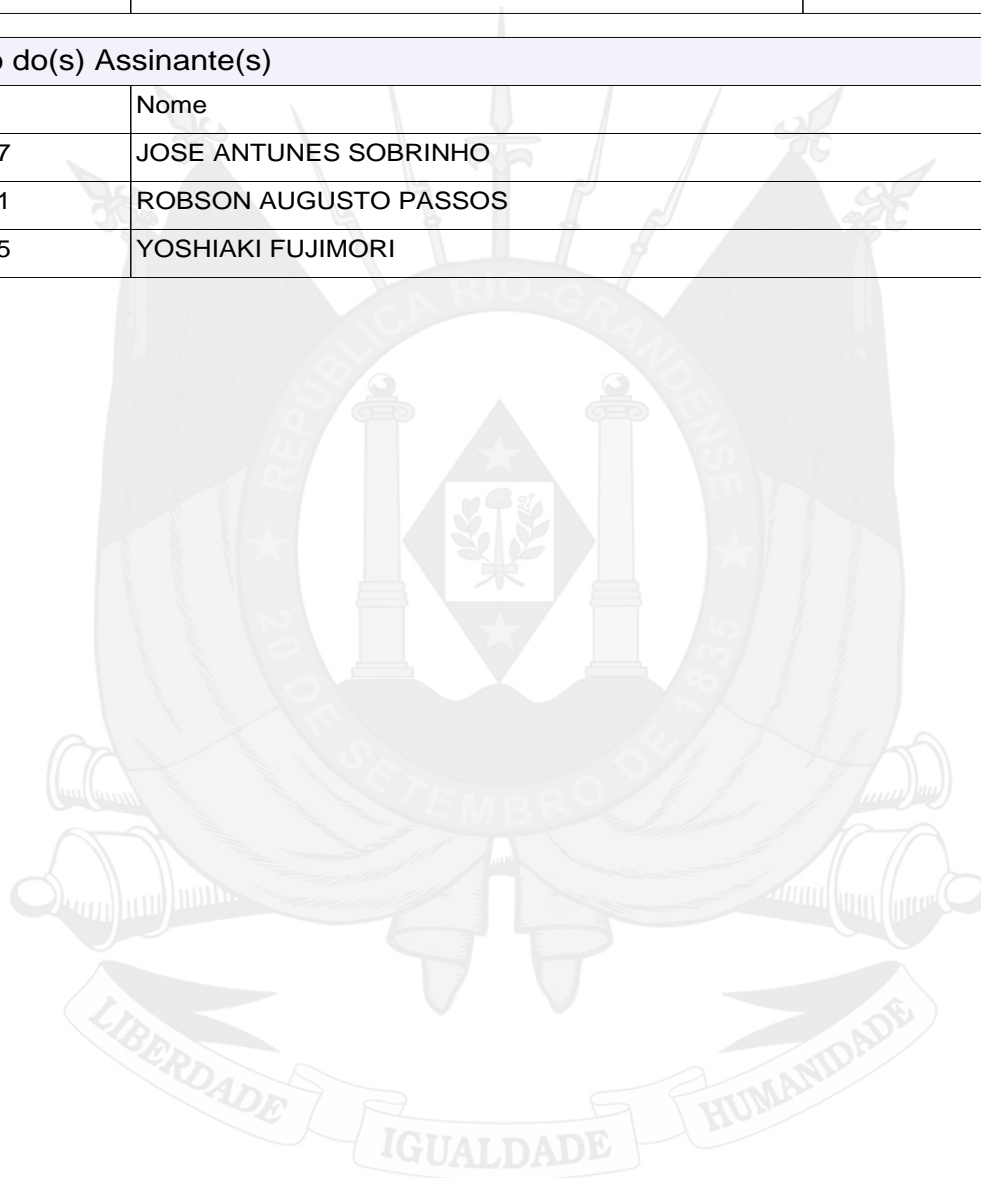 o do(s) Assinante(s)
Nome
7 JOSE ANTUNES SOBRINHO
1 ROBSON AUGUSTO PASSOS
5 YOSHIAKI FUJIMORI
REPÚBLICA RIO-GRANDENSE
20 DE SETEMBRO DE 1835
LIBERDADE IGUALDADE HUMANIDADE